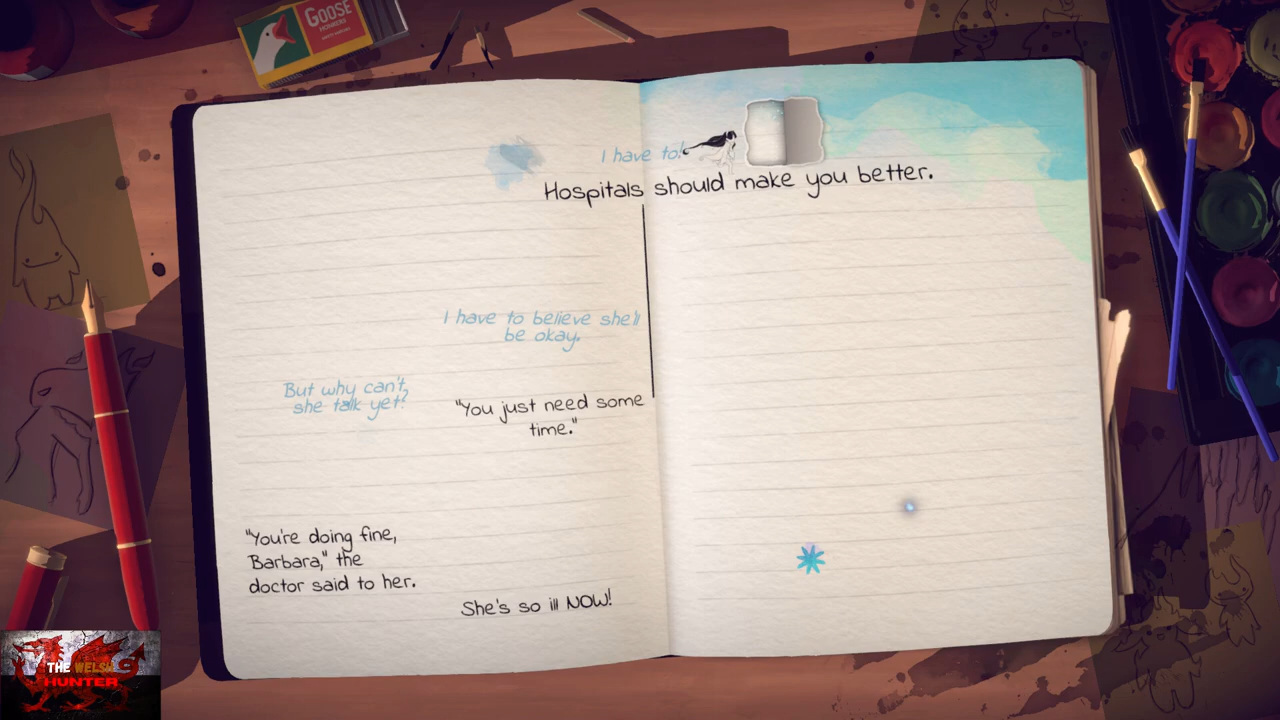 GOOSE
I have to!
Hospitals should make you better.
I have to believe she'll
be okay.
But why can't
she talk yet?
"You just need some
time."
"You're doing fine,
Barbara," the
doctor said to her.
She's so ill NOW!
THE WELSH
HUNTER